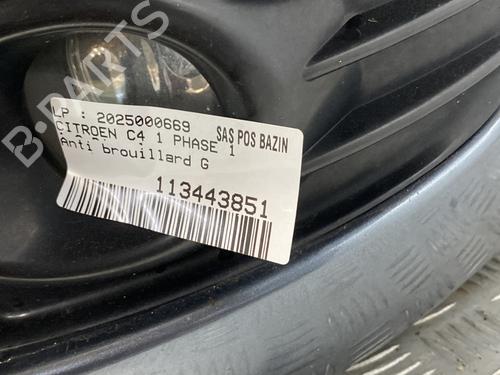 B-PARTS
LP : 2025000669 SAS POS BAZIN
CITROEN C4 1 PHASE 1
Anti brouillard G
113443851